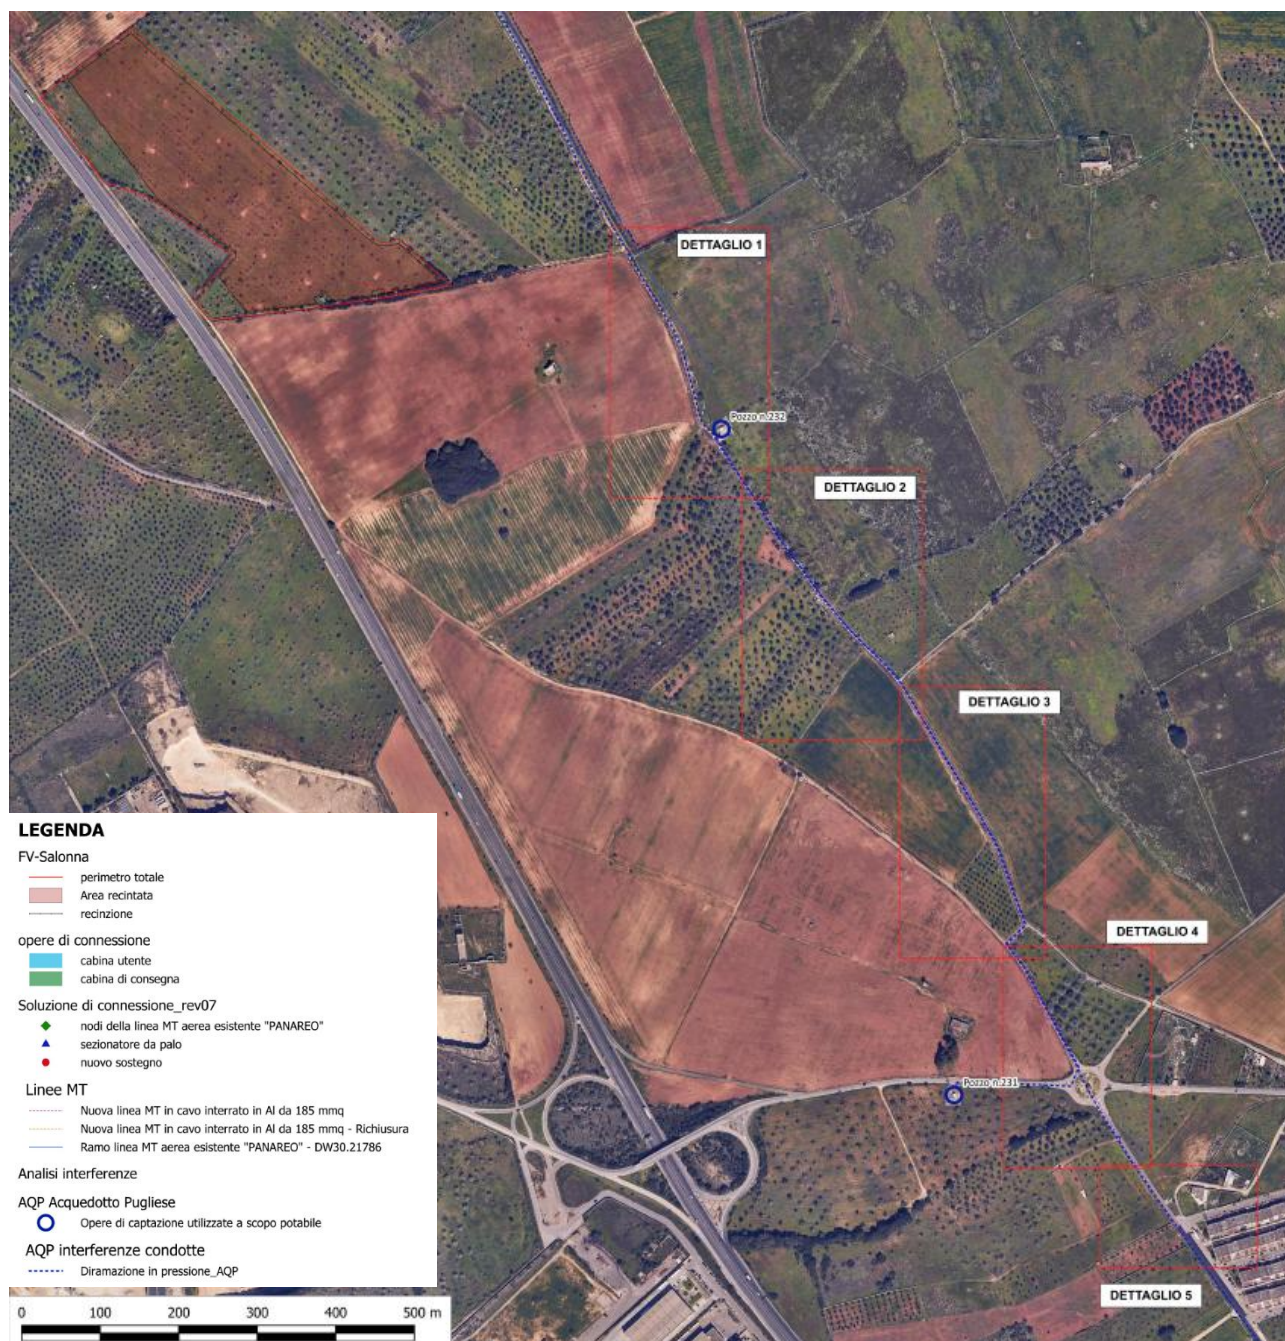 DETTAGLIO 1
Pozzo n.232
DETTAGLIO 2
DETTAGLIO 3
DETTAGLIO 4
Pozzo n.231
DETTAGLIO 5
LEGENDA
FV-Salonna
perimetro totale
Area recintata
recinzione
opere di connessione
cabina utente
cabina di consegna
Soluzione di connessione_rev07
nodi della linea MT aerea esistente "PANAREO"
sezionatore da palo
nuovo sostegno
Linee MT
Nuova linea MT in cavo interrato in Al da 185 mmq
Nuova linea MT in cavo interrato in Al da 185 mmq - Richiusura
Ramo linea MT aerea esistente "PANAREO" - DW30.21786
Analisi interferenze
AQP Acquedotto Pugliese
Opere di captazione utilizzate a scopo potabile
AQP interferenze condotte
Diramazione in pressione_AQP
0 100 200 300 400 500 m